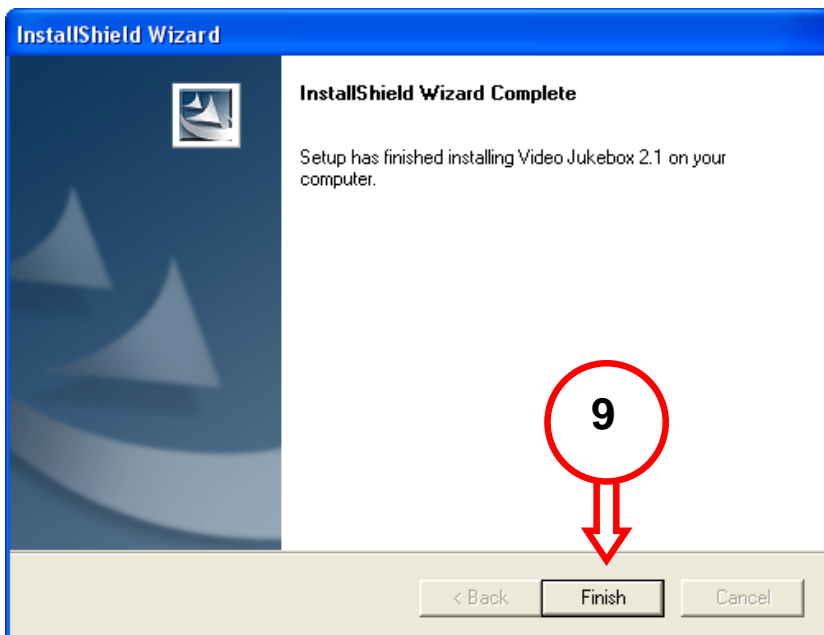 InstallShield Wizard
InstallShield Wizard Complete
Setup has finished installing Video Jukebox 2.1 on your
computer.
9
< Back
Finish
Cancel